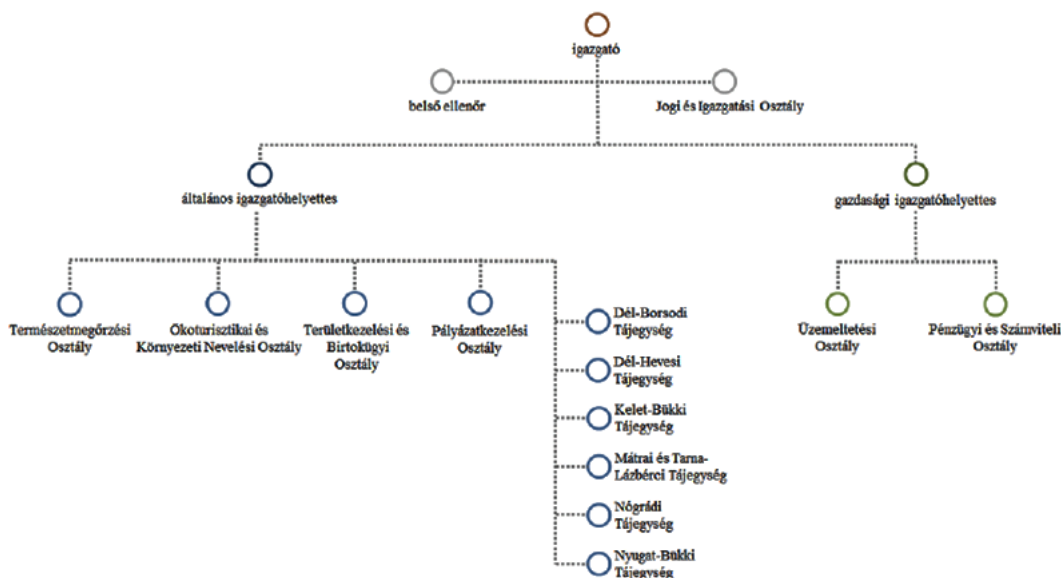 igazgató
belső ellenőr
Jogi és Igazgatási Osztály
általános igazgatóhelyettes
gazdasági igazgatóhelyettes
Természetmegőrzési
Osztály
Ökoturisztikai és
Környezeti Nevelési Osztály
Területkezelési és
Birtokügyi
Osztály
Pályázatkezelési
Osztály
Dél-Borsodi
Tájegység
Dél-Hevesi
Tájegység
Kelet-Bükki
Tájegység
Mátrai és Tarna-
Lázbérci Tájegység
Nógrádi
Tájegység
Nyugat-Bükki
Tájegység
Üzemeltetési
Osztály
Pénzügyi és Számviteli
Osztály